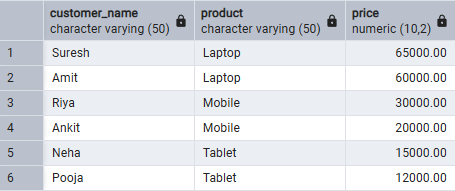 customer_name product price
character varying (50) character varying (50) numeric (10,2)
1 Suresh Laptop 65000.00
2 Amit Laptop 60000.00
3 Riya Mobile 30000.00
4 Ankit Mobile 20000.00
5 Neha Tablet 15000.00
6 Pooja Tablet 12000.00